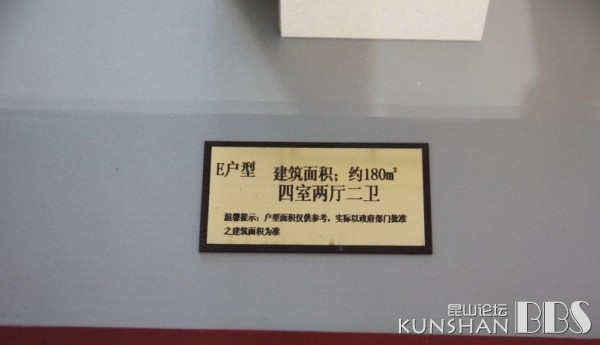 E户型 建筑面积：约180㎡
四室两厅二卫
温馨提示：户型面积仅供参考，实际以政府部门批准
之建筑面积为准
昆山论坛
KUNSHAN BBS